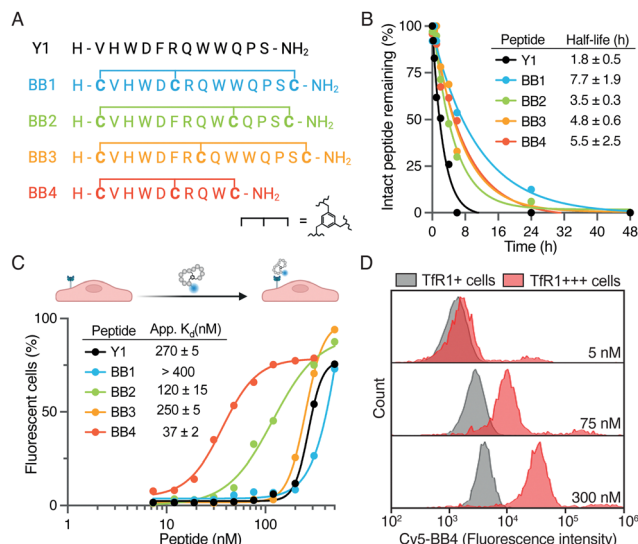 A
Y1 H - V H W D F R Q W W Q P S - NH2
BB1 H - C V H W D C R Q W W Q P S C - NH2
BB2 H - C V H W D F R Q W C Q P S C - NH2
BB3 H - C V H W D F R C Q W W Q P S C - NH2
BB4 H - C V H W D C R Q W C - NH2
=
B
Intact peptide remaining (%)
100
80
60
40
20
0
Peptide Half-life (h)
Y1 1.8 ± 0.5
BB1 7.7 ± 1.9
BB2 3.5 ± 0.3
BB3 4.8 ± 0.6
BB4 5.5 ± 2.5
0 8 16 24 32 40 48
Time (h)
C
Fluorescent cells (%)
100
75
50
25
0
Peptide App. Kd(nM)
Y1 270 ± 5
BB1 > 400
BB2 120 ± 15
BB3 250 ± 5
BB4 37 ± 2
1 10 100
Peptide (nM)
D
TfR1+ cells TfR1+++ cells
Count
5 nM
75 nM
300 nM
10² 10³ 10⁴ 10⁵ 10⁶
Cy5-BB4 (Fluorescence intensity)